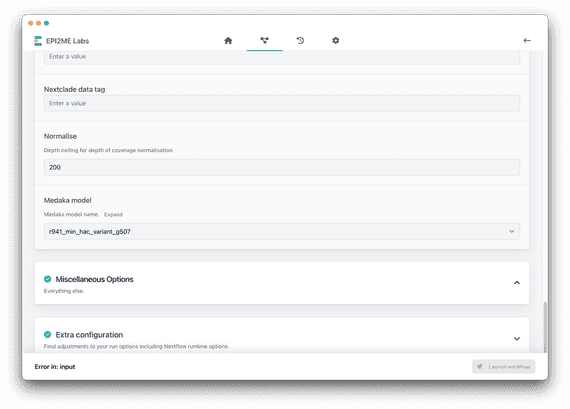 EPI2ME Labs
Enter a value
Nextclade data tag
Enter a value
Normalise
Depth ceiling for depth of coverage normalisation
200
Medaka model
Medaka model name. Expand
r941_min_hac_variant_g507
Miscellaneous Options
Everything else.
Extra configuration
Final adjustments to your run options including Nextflow runtime options.
Error in: input
Launch workflow